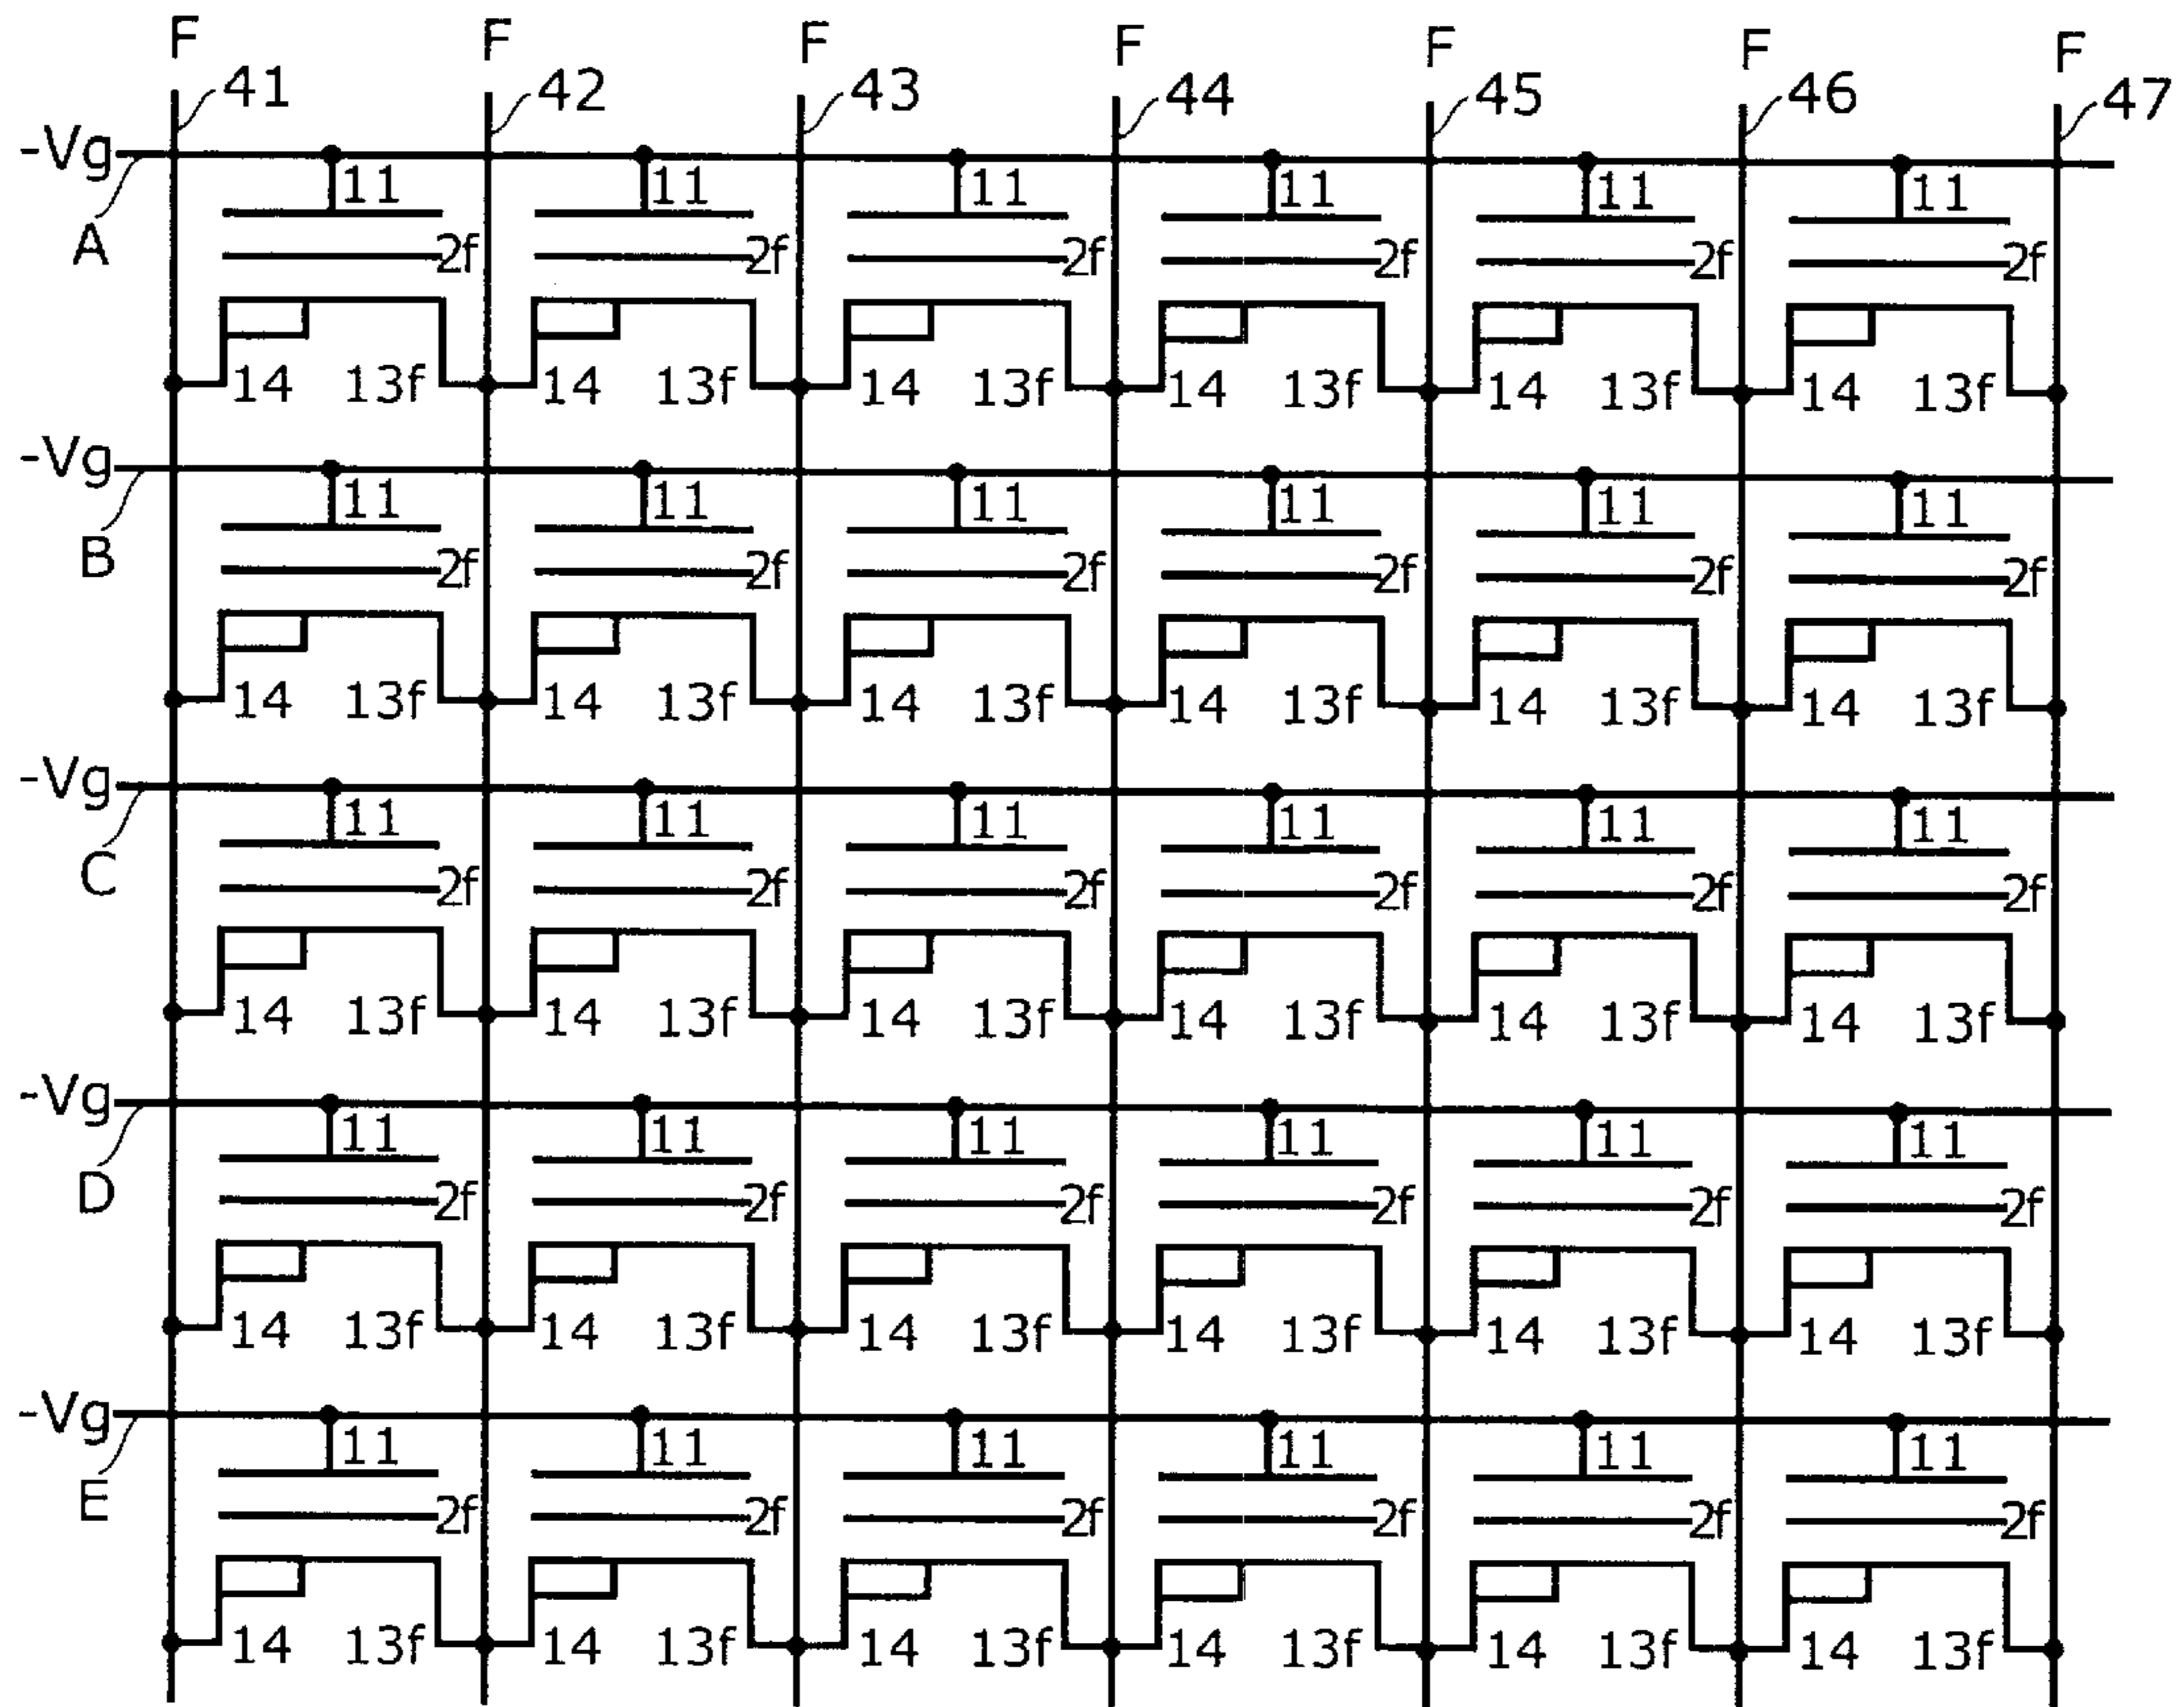 F F F F F F F
41 42 43 44 45 46 47
-Vg 11 11 11 11 11 11
A 2f 2f 2f 2f 2f 2f
14 13f 14 13f 14 13f 14 13f 14 13f 14 13f
-Vg 11 11 11 11 11 11
B 2f 2f 2f 2f 2f 2f
14 13f 14 13f 14 13f 14 13f 14 13f 14 13f
-Vg 11 11 11 11 11 11
C 2f 2f 2f 2f 2f 2f
14 13f 14 13f 14 13f 14 13f 14 13f 14 13f
-Vg 11 11 11 11 11 11
D 2f 2f 2f 2f 2f 2f
14 13f 14 13f 14 13f 14 13f 14 13f 14 13f
-Vg 11 11 11 11 11 11
E 2f 2f 2f 2f 2f 2f
14 13f 14 13f 14 13f 14 13f 14 13f 14 13f